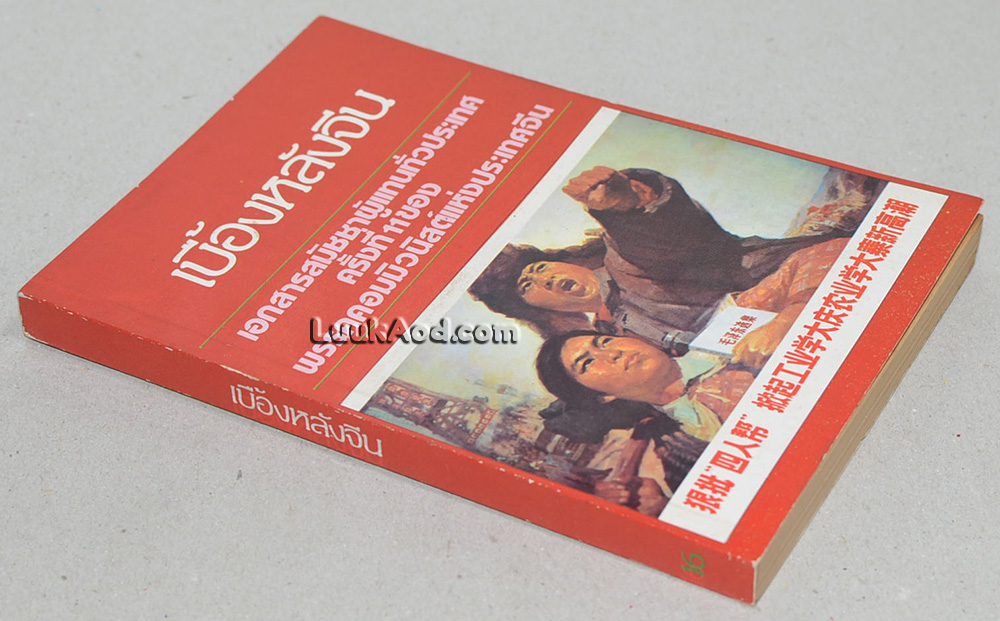 เบื้องหลังจีน
เอกสารสมัชชาผู้แทนทั่วประเทศ
ครั้งที่ 11 ของ
พรรคคอมมิวนิสต์แห่งประเทศจีน
毛泽东选集
狠批“四人帮” 掀起工业学大庆农业学大寨新高潮
เบื้องหลังจีน
LuukAod.com